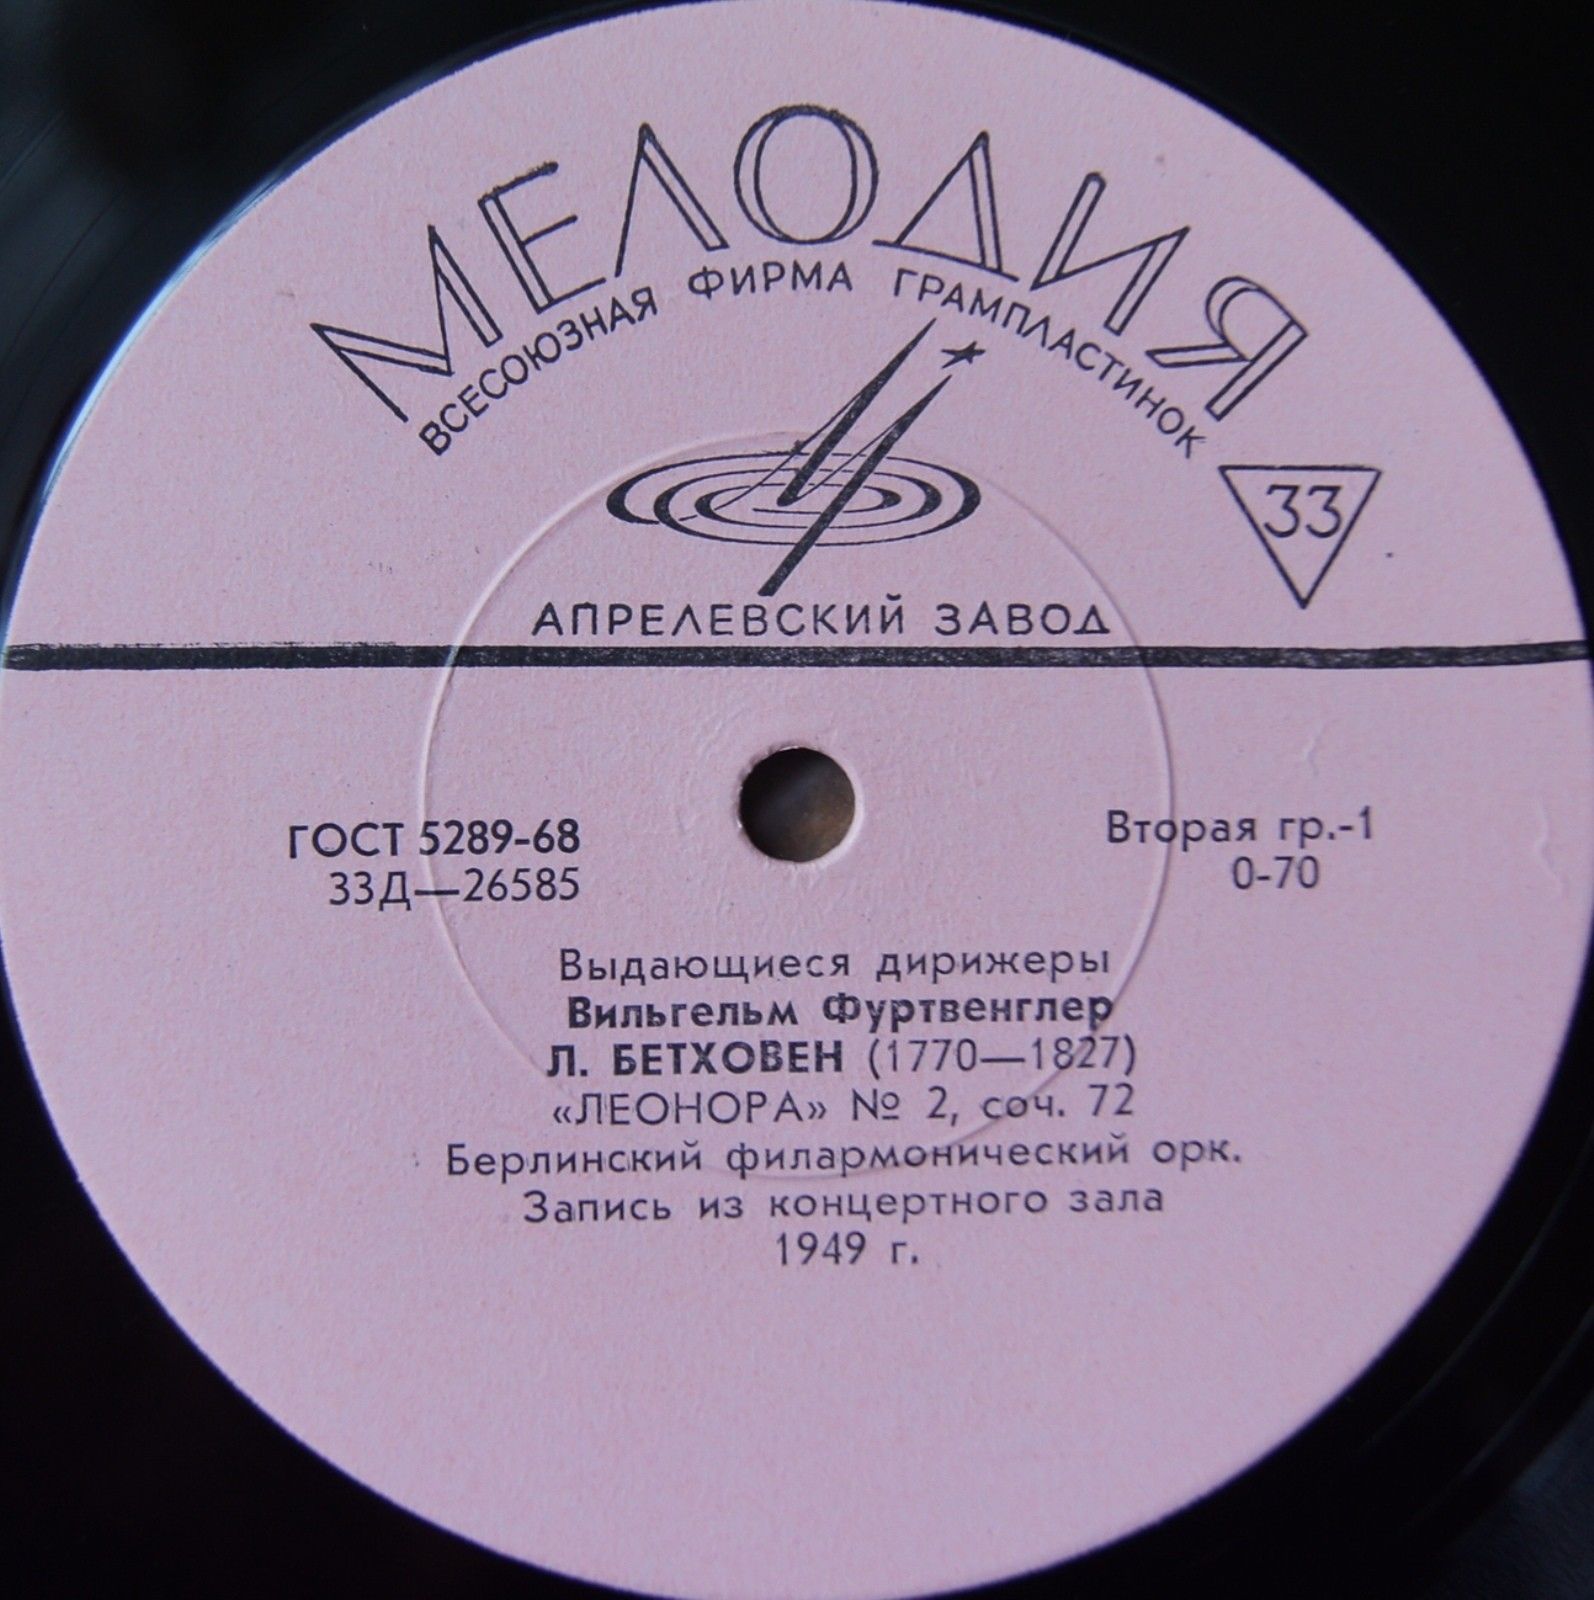 МЕЛОДИЯ
ВСЕСОЮЗНАЯ ФИРМА ГРАМПЛАСТИНОК
33
АПРЕЛЕВСКИЙ ЗАВОД
ГОСТ 5289-68
33Д—26585
Вторая гр.-1
0-70
Выдающиеся дирижеры
Вильгельм Фуртвенглер
Л. БЕТХОВЕН (1770—1827)
«ЛЕОНОРА» № 2, соч. 72
Берлинский филармонический орк.
Запись из концертного зала
1949 г.